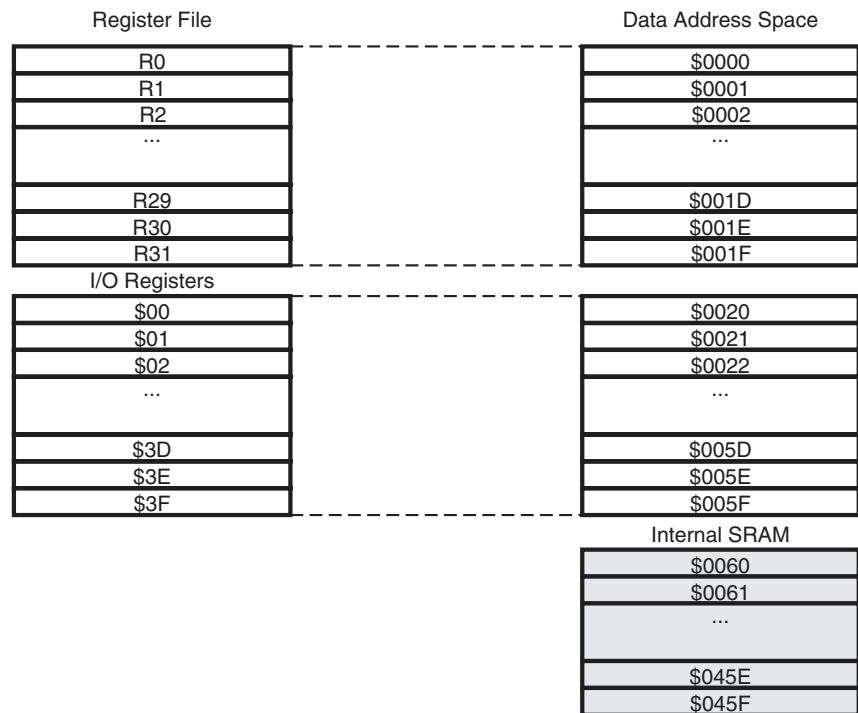 Register File
Data Address Space
R0
$0000
R1
$0001
R2
$0002
...
...
R29
$001D
R30
$001E
R31
$001F
I/O Registers
$00
$0020
$01
$0021
$02
$0022
...
...
$3D
$005D
$3E
$005E
$3F
$005F
Internal SRAM
$0060
$0061
...
$045E
$045F